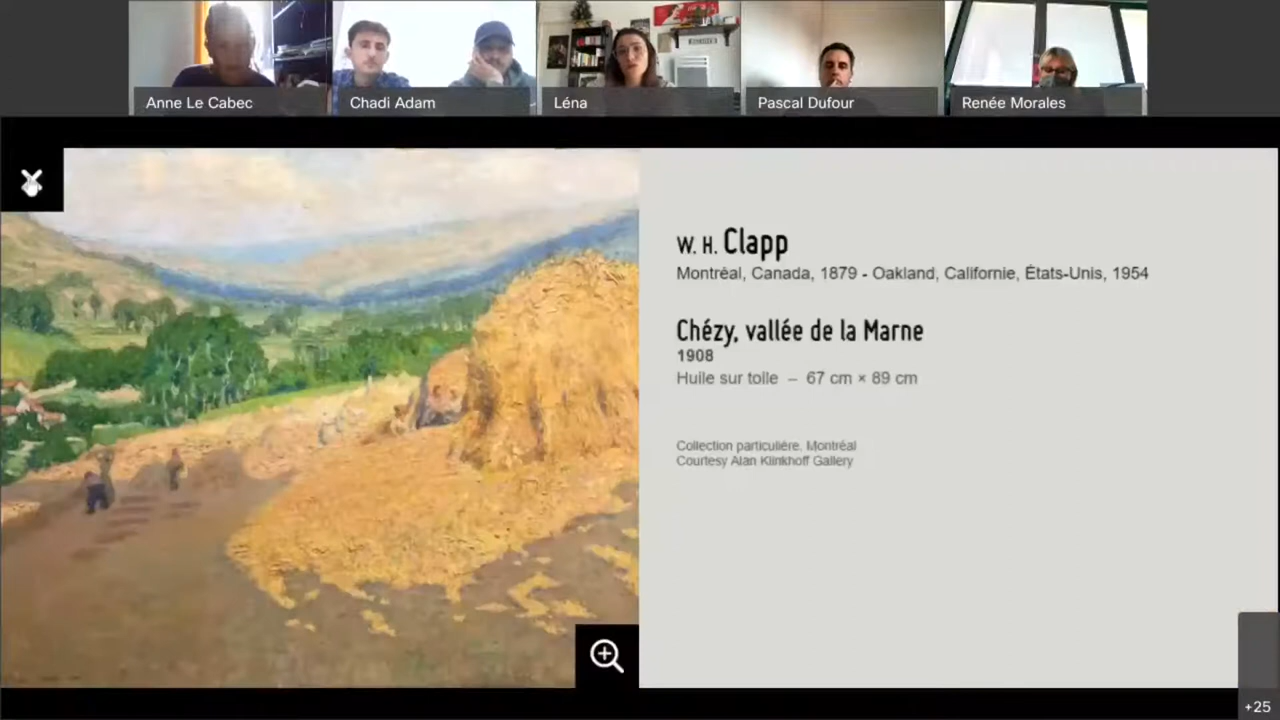 Anne Le Cabec
Chadi Adam
Léna
Pascal Dufour
Renée Morales
W. H. Clapp
Montréal, Canada, 1879 - Oakland, Californie, États-Unis, 1954
Chézy, vallée de la Marne
1908
Huile sur toile – 67 cm × 89 cm
Collection particulière, Montréal
Courtesy Alan Klinkhoff Gallery
+25